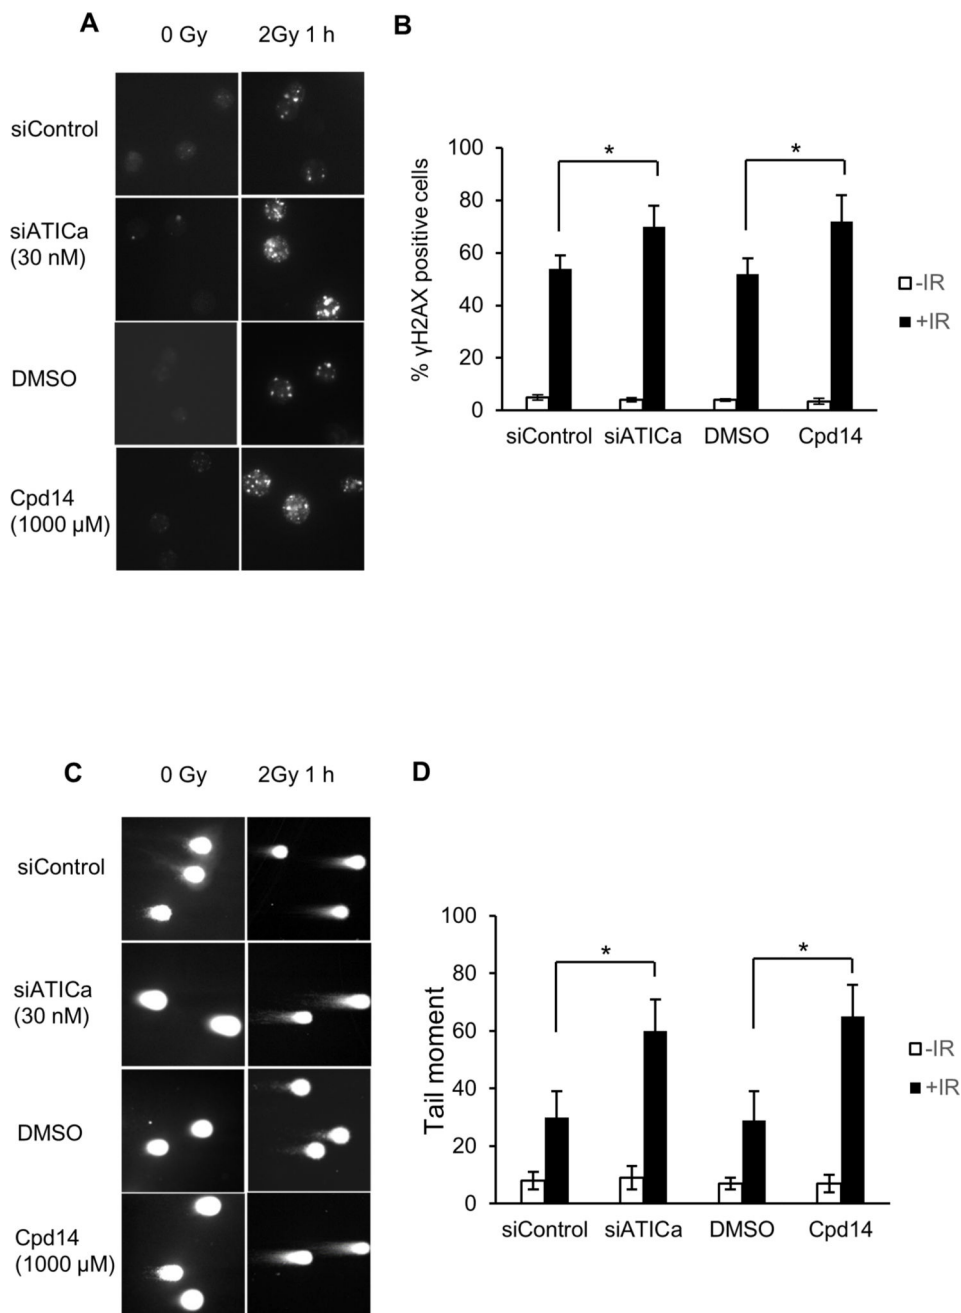 A
0 Gy
2Gy 1 h
siControl
siATICa
(30 nM)
DMSO
Cpd14
(1000 µM)
B
% γH2AX positive cells
100
80
60
40
20
0
*
*
siControl
siATICa
DMSO
Cpd14
-IR
+IR
C
0 Gy
2Gy 1 h
siControl
siATICa
(30 nM)
DMSO
Cpd14
(1000 µM)
D
Tail moment
100
80
60
40
20
0
*
*
siControl
siATICa
DMSO
Cpd14
-IR
+IR